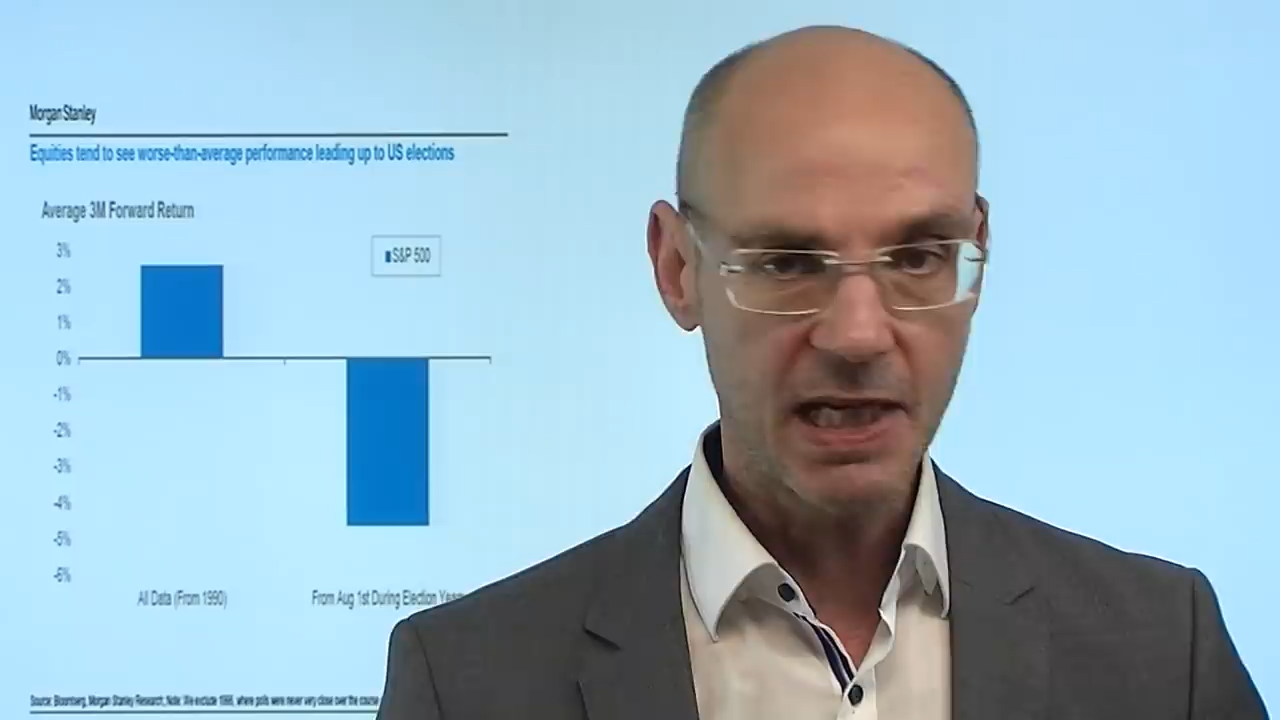 Morgan Stanley
Equities tend to see worse-than-average performance leading up to US elections
Average 3M Forward Return
S&P 500
3%
2%
1%
0%
-1%
-2%
-3%
-4%
-5%
-6%
All Data (From 1990)
From Aug 1st During Election Years
Source: Bloomberg, Morgan Stanley Research, Note: We exclude 1996, where polls were never very close over the course